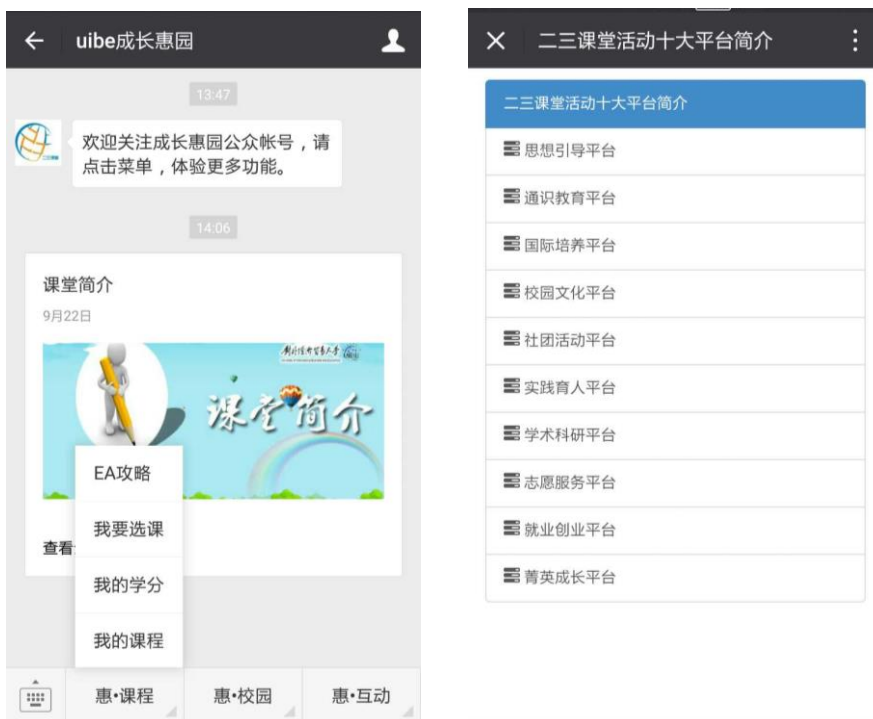 uibe成长惠园
13:47
欢迎关注成长惠园公众帐号，请
点击菜单，体验更多功能。
14:06
课堂简介
9月22日
课堂简介
查看
EA攻略
我要选课
我的学分
我的课程
惠•课程
惠•校园
惠•互动
二三课堂活动十大平台简介
二三课堂活动十大平台简介
思想引导平台
通识教育平台
国际培养平台
校园文化平台
社团活动平台
实践育人平台
学术科研平台
志愿服务平台
就业创业平台
菁英成长平台